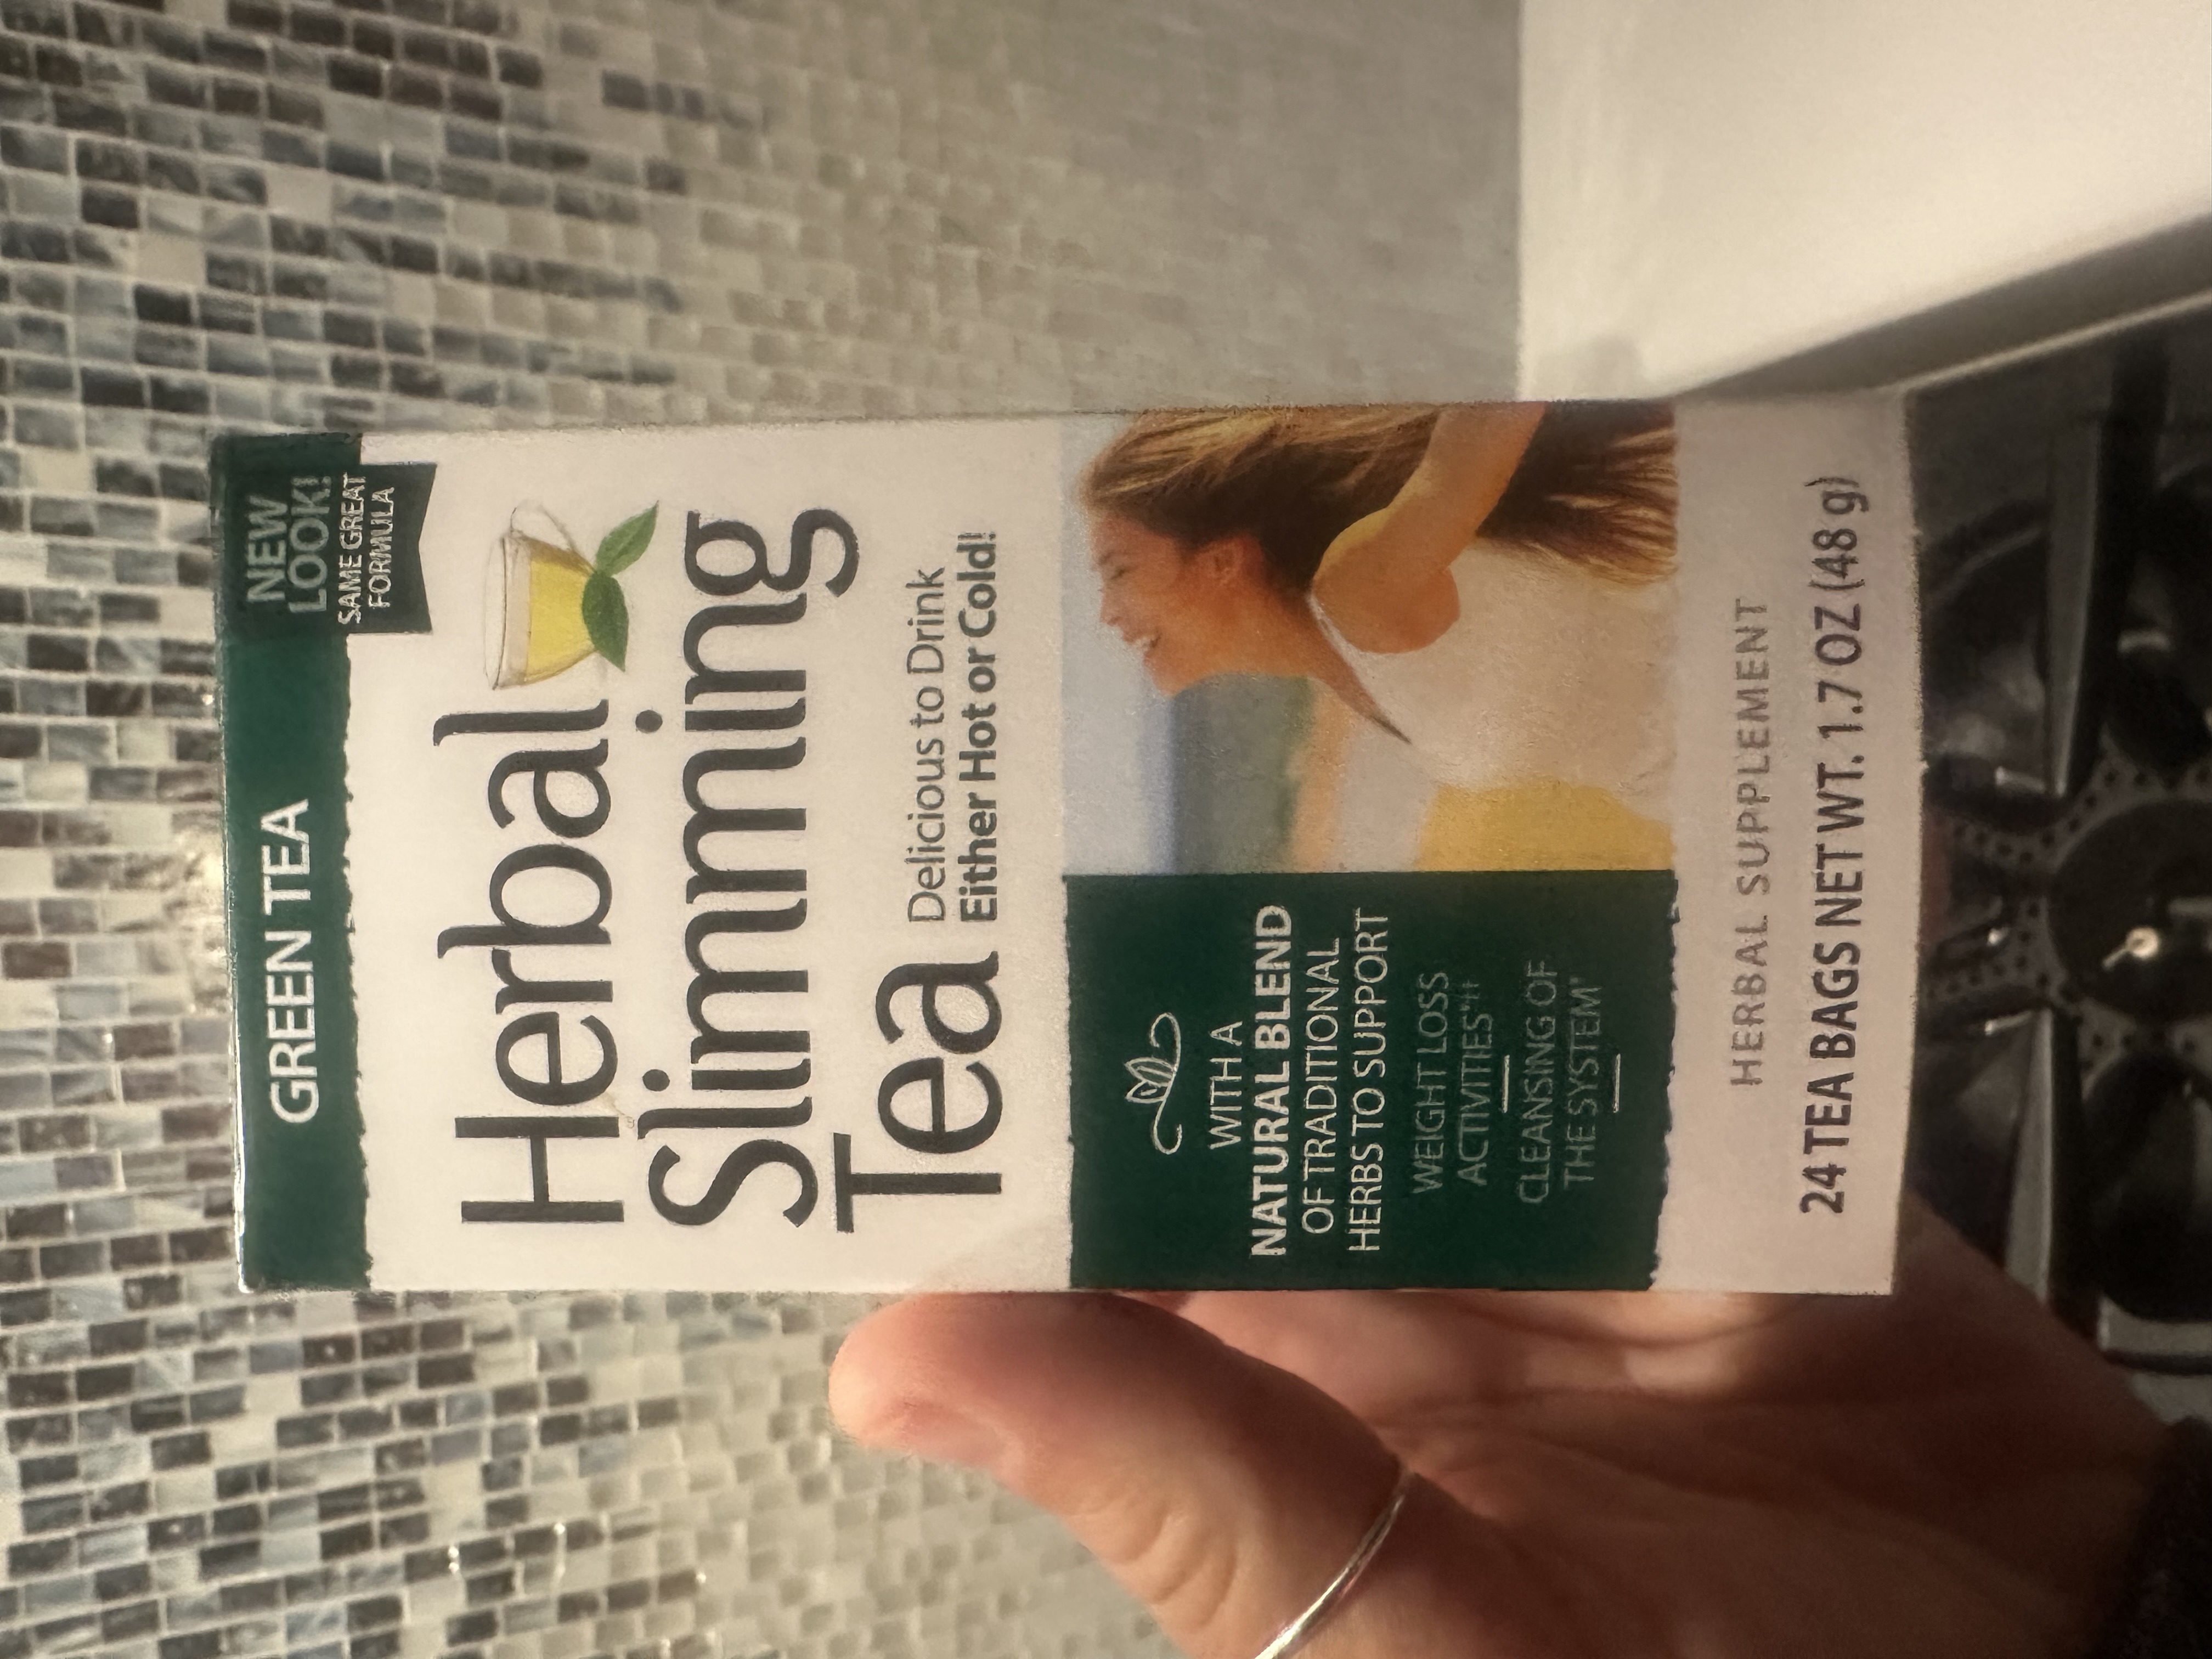 GREEN TEA
NEW
LOOK!
SAME GREAT
FORMULA
Herbal
Slimming
Tea
Delicious to Drink
Either Hot or Cold!
WITH A
NATURAL BLEND
OF TRADITIONAL
HERBS TO SUPPORT
WEIGHT LOSS
ACTIVITIES*††
CLEANSING OF
THE SYSTEM*
HERBAL SUPPLEMENT
24 TEA BAGS NET WT. 1.7 OZ (48 g)